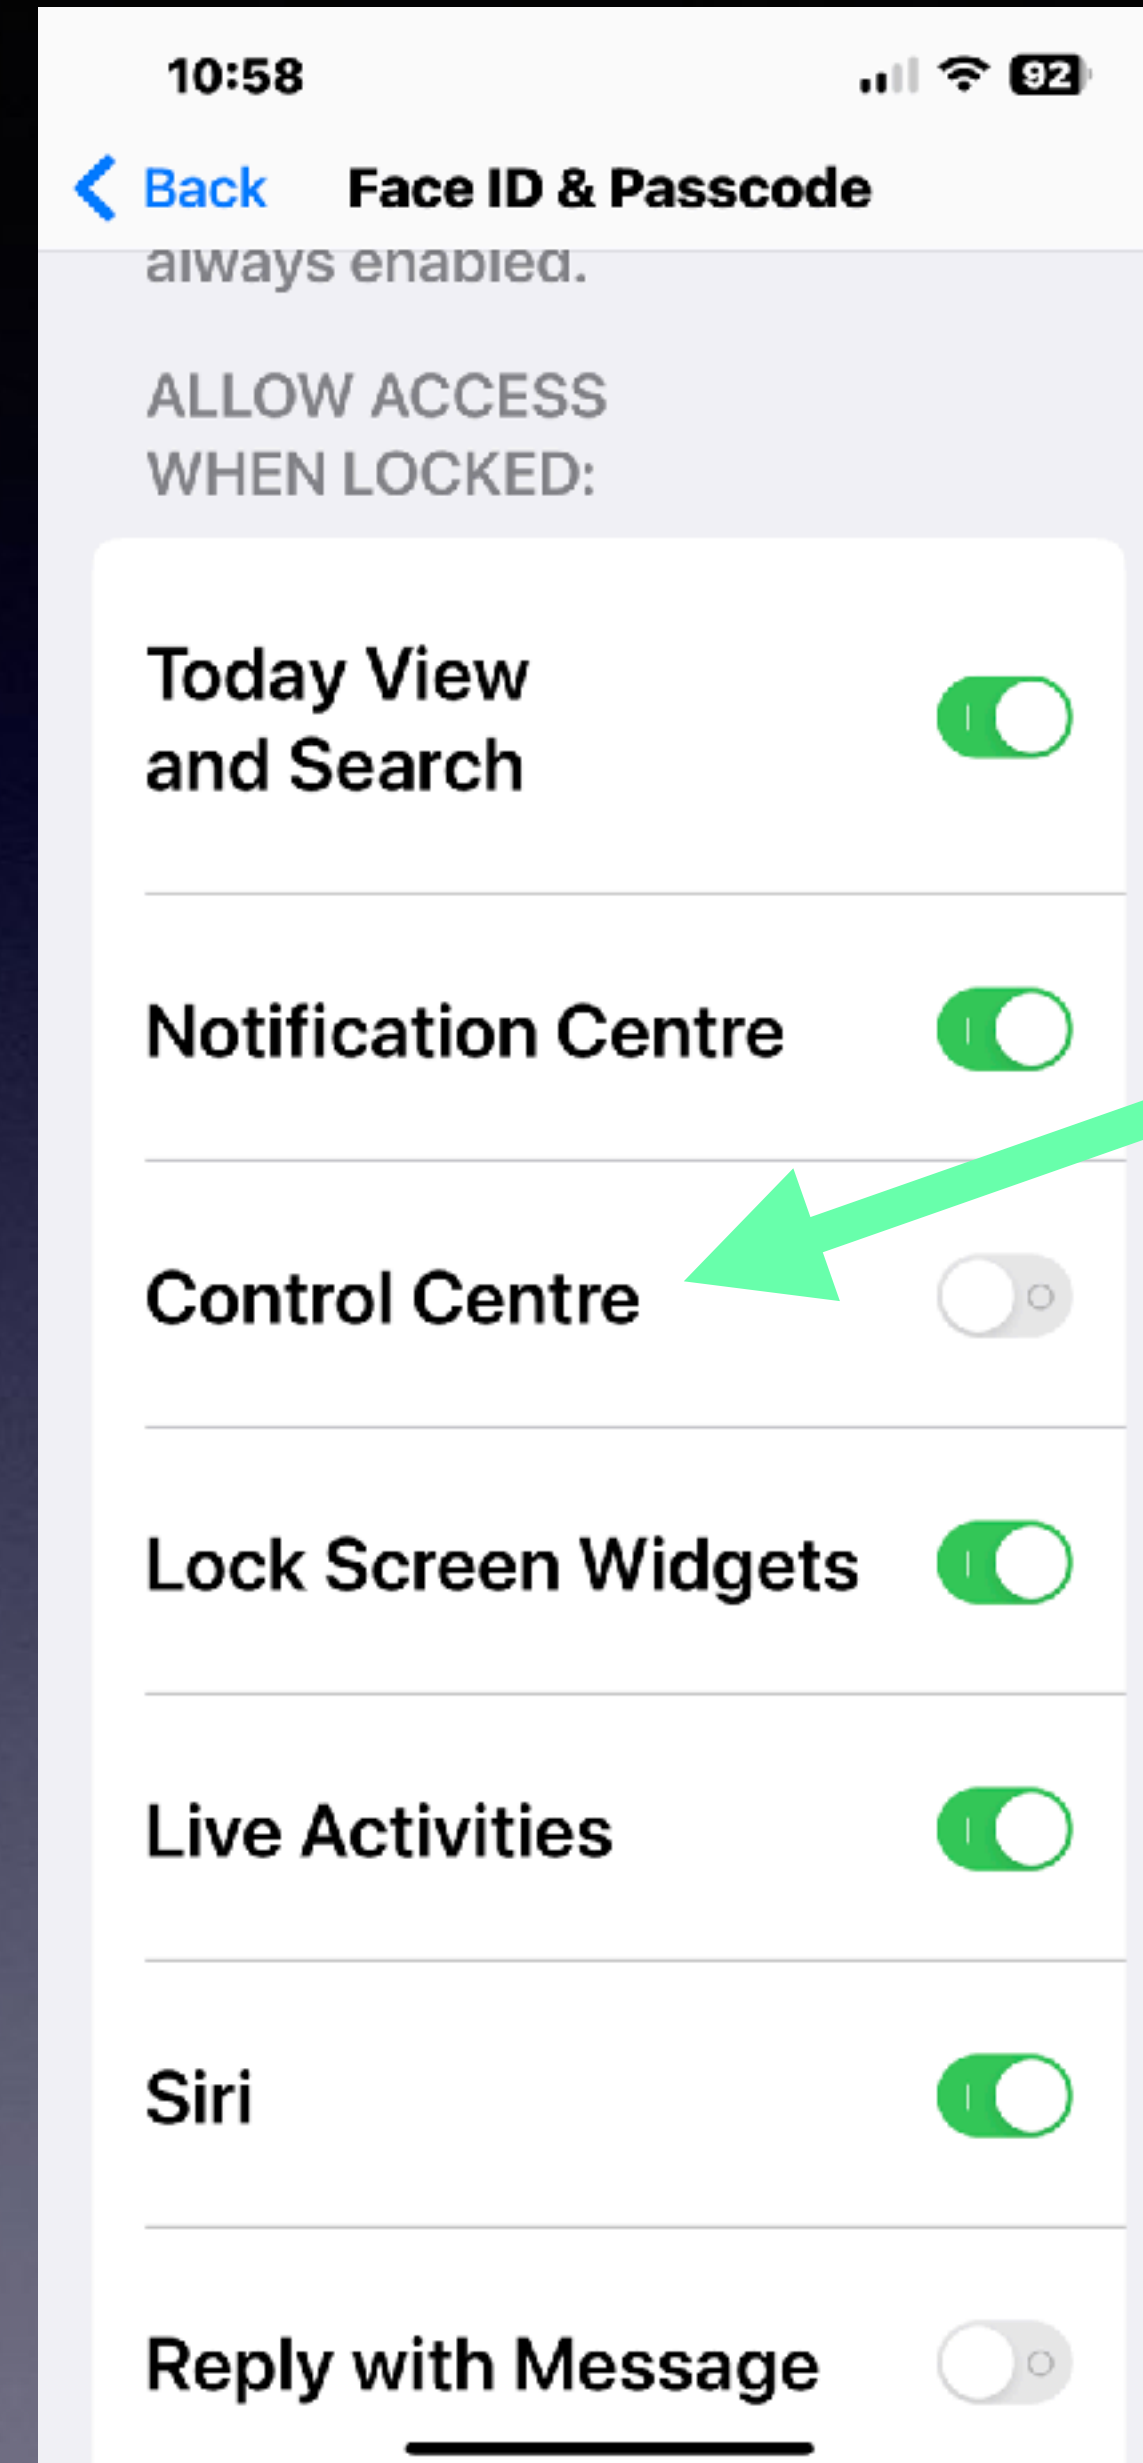 10:58
92
Back Face ID & Passcode
always enabled.
ALLOW ACCESS
WHEN LOCKED:
Today View
and Search
Notification Centre
Control Centre
Lock Screen Widgets
Live Activities
Siri
Reply with Message